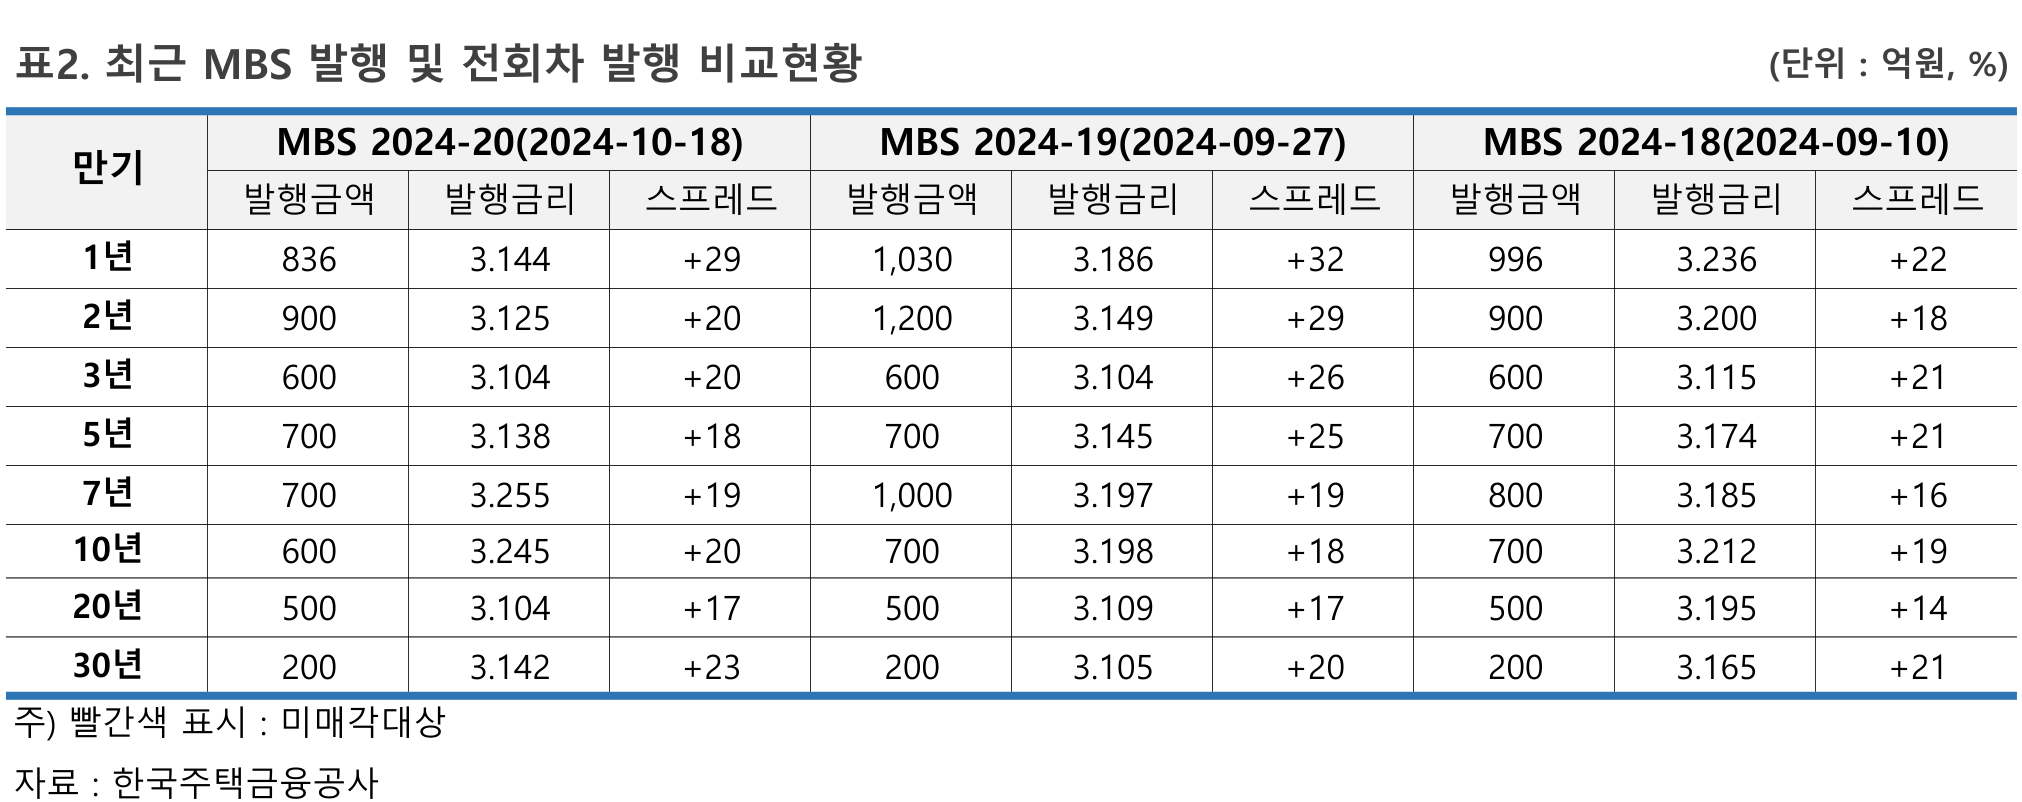 표2. 최근 MBS 발행 및 전회차 발행 비교현황 (단위 : 억원, %)
만기 MBS 2024-20(2024-10-18) MBS 2024-19(2024-09-27) MBS 2024-18(2024-09-10)
발행금액 발행금리 스프레드 발행금액 발행금리 스프레드 발행금액 발행금리 스프레드
1년 836 3.144 +29 1,030 3.186 +32 996 3.236 +22
2년 900 3.125 +20 1,200 3.149 +29 900 3.200 +18
3년 600 3.104 +20 600 3.104 +26 600 3.115 +21
5년 700 3.138 +18 700 3.145 +25 700 3.174 +21
7년 700 3.255 +19 1,000 3.197 +19 800 3.185 +16
10년 600 3.245 +20 700 3.198 +18 700 3.212 +19
20년 500 3.104 +17 500 3.109 +17 500 3.195 +14
30년 200 3.142 +23 200 3.105 +20 200 3.165 +21
주) 빨간색 표시 : 미매각대상
자료 : 한국주택금융공사